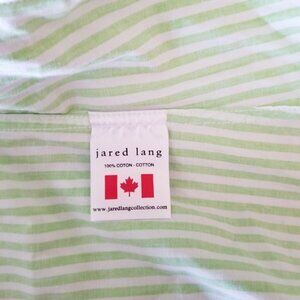 jared lang
100% COTON - COTTON
www.jaredlangcollection.com